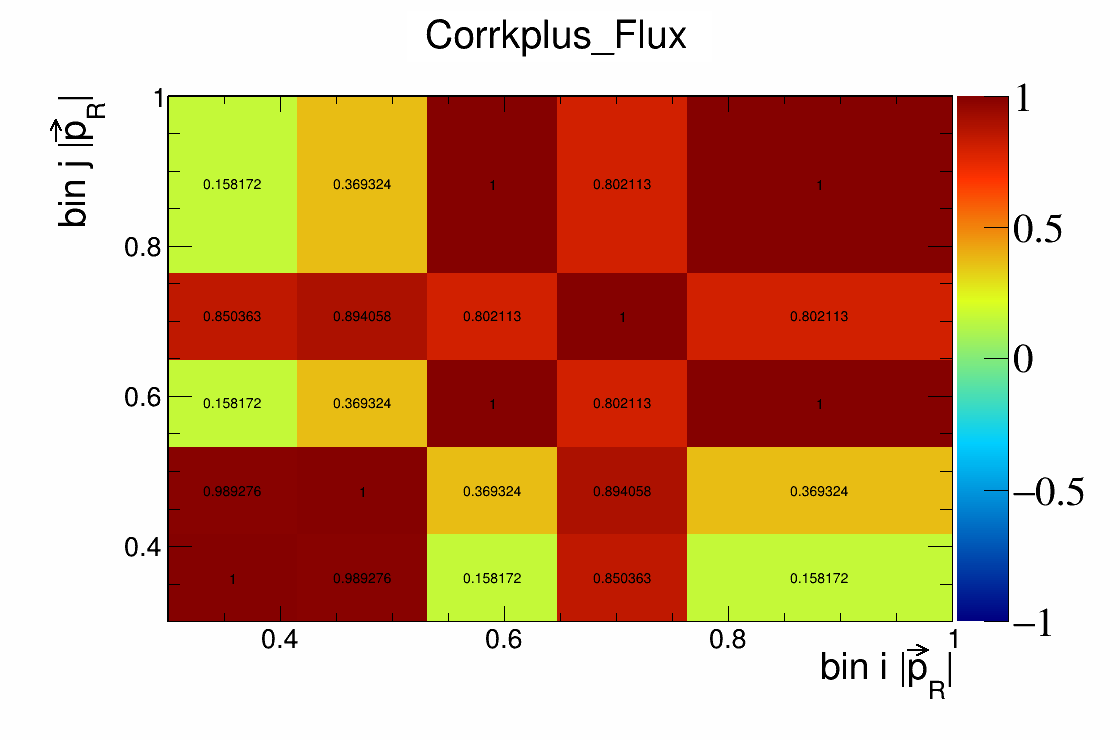 Corrkplus_Flux
bin j |p⃗_R|
1
0.8
0.6
0.4
0.158172 0.369324 1 0.802113 1
0.850363 0.894058 0.802113 1 0.802113
0.158172 0.369324 1 0.802113 1
0.989276 1 0.369324 0.894058 0.369324
1 0.989276 0.158172 0.850363 0.158172
0.4 0.6 0.8 1
bin i |p⃗_R|
1
0.5
0
−0.5
−1